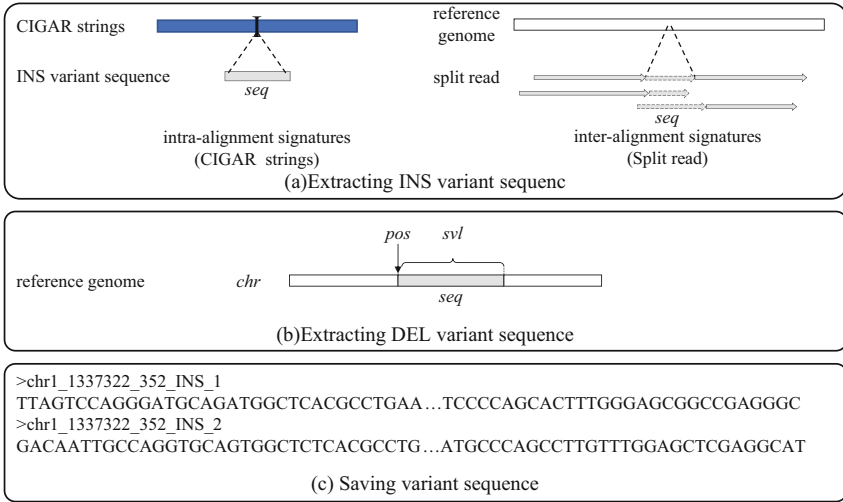 CIGAR strings
INS variant sequence
seq
intra-alignment signatures
(CIGAR strings)
reference
genome
split read
seq
inter-alignment signatures
(Split read)
(a)Extracting INS variant sequenc
pos
svl
reference genome
chr
seq
(b)Extracting DEL variant sequence
>chr1_1337322_352_INS_1
TTAGTCCAGGGATGCAGATGGCTCACGCCTGAA…TCCCCAGCACTTTGGGAGCGGCCGAGGGC
>chr1_1337322_352_INS_2
GACAATTGCCAGGTGCAGTGGCTCTCACGCCTG…ATGCCCAGCCTTGTTTGGAGCTCGAGGCAT
(c) Saving variant sequence